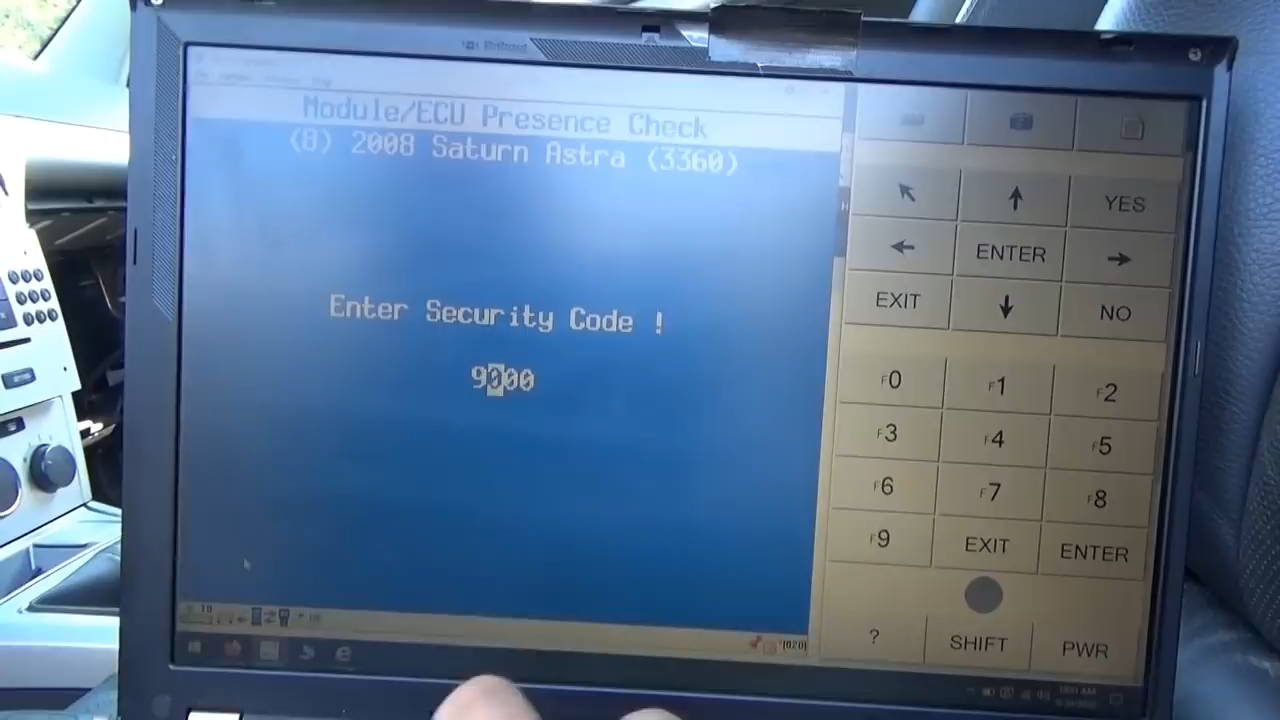 Module/ECU Presence Check
(8) 2008 Saturn Astra (3360)
Enter Security Code !
9000
YES
ENTER
EXIT
NO
F0
F1
F2
F3
F4
F5
F6
F7
F8
F9
EXIT
ENTER
?
SHIFT
PWR